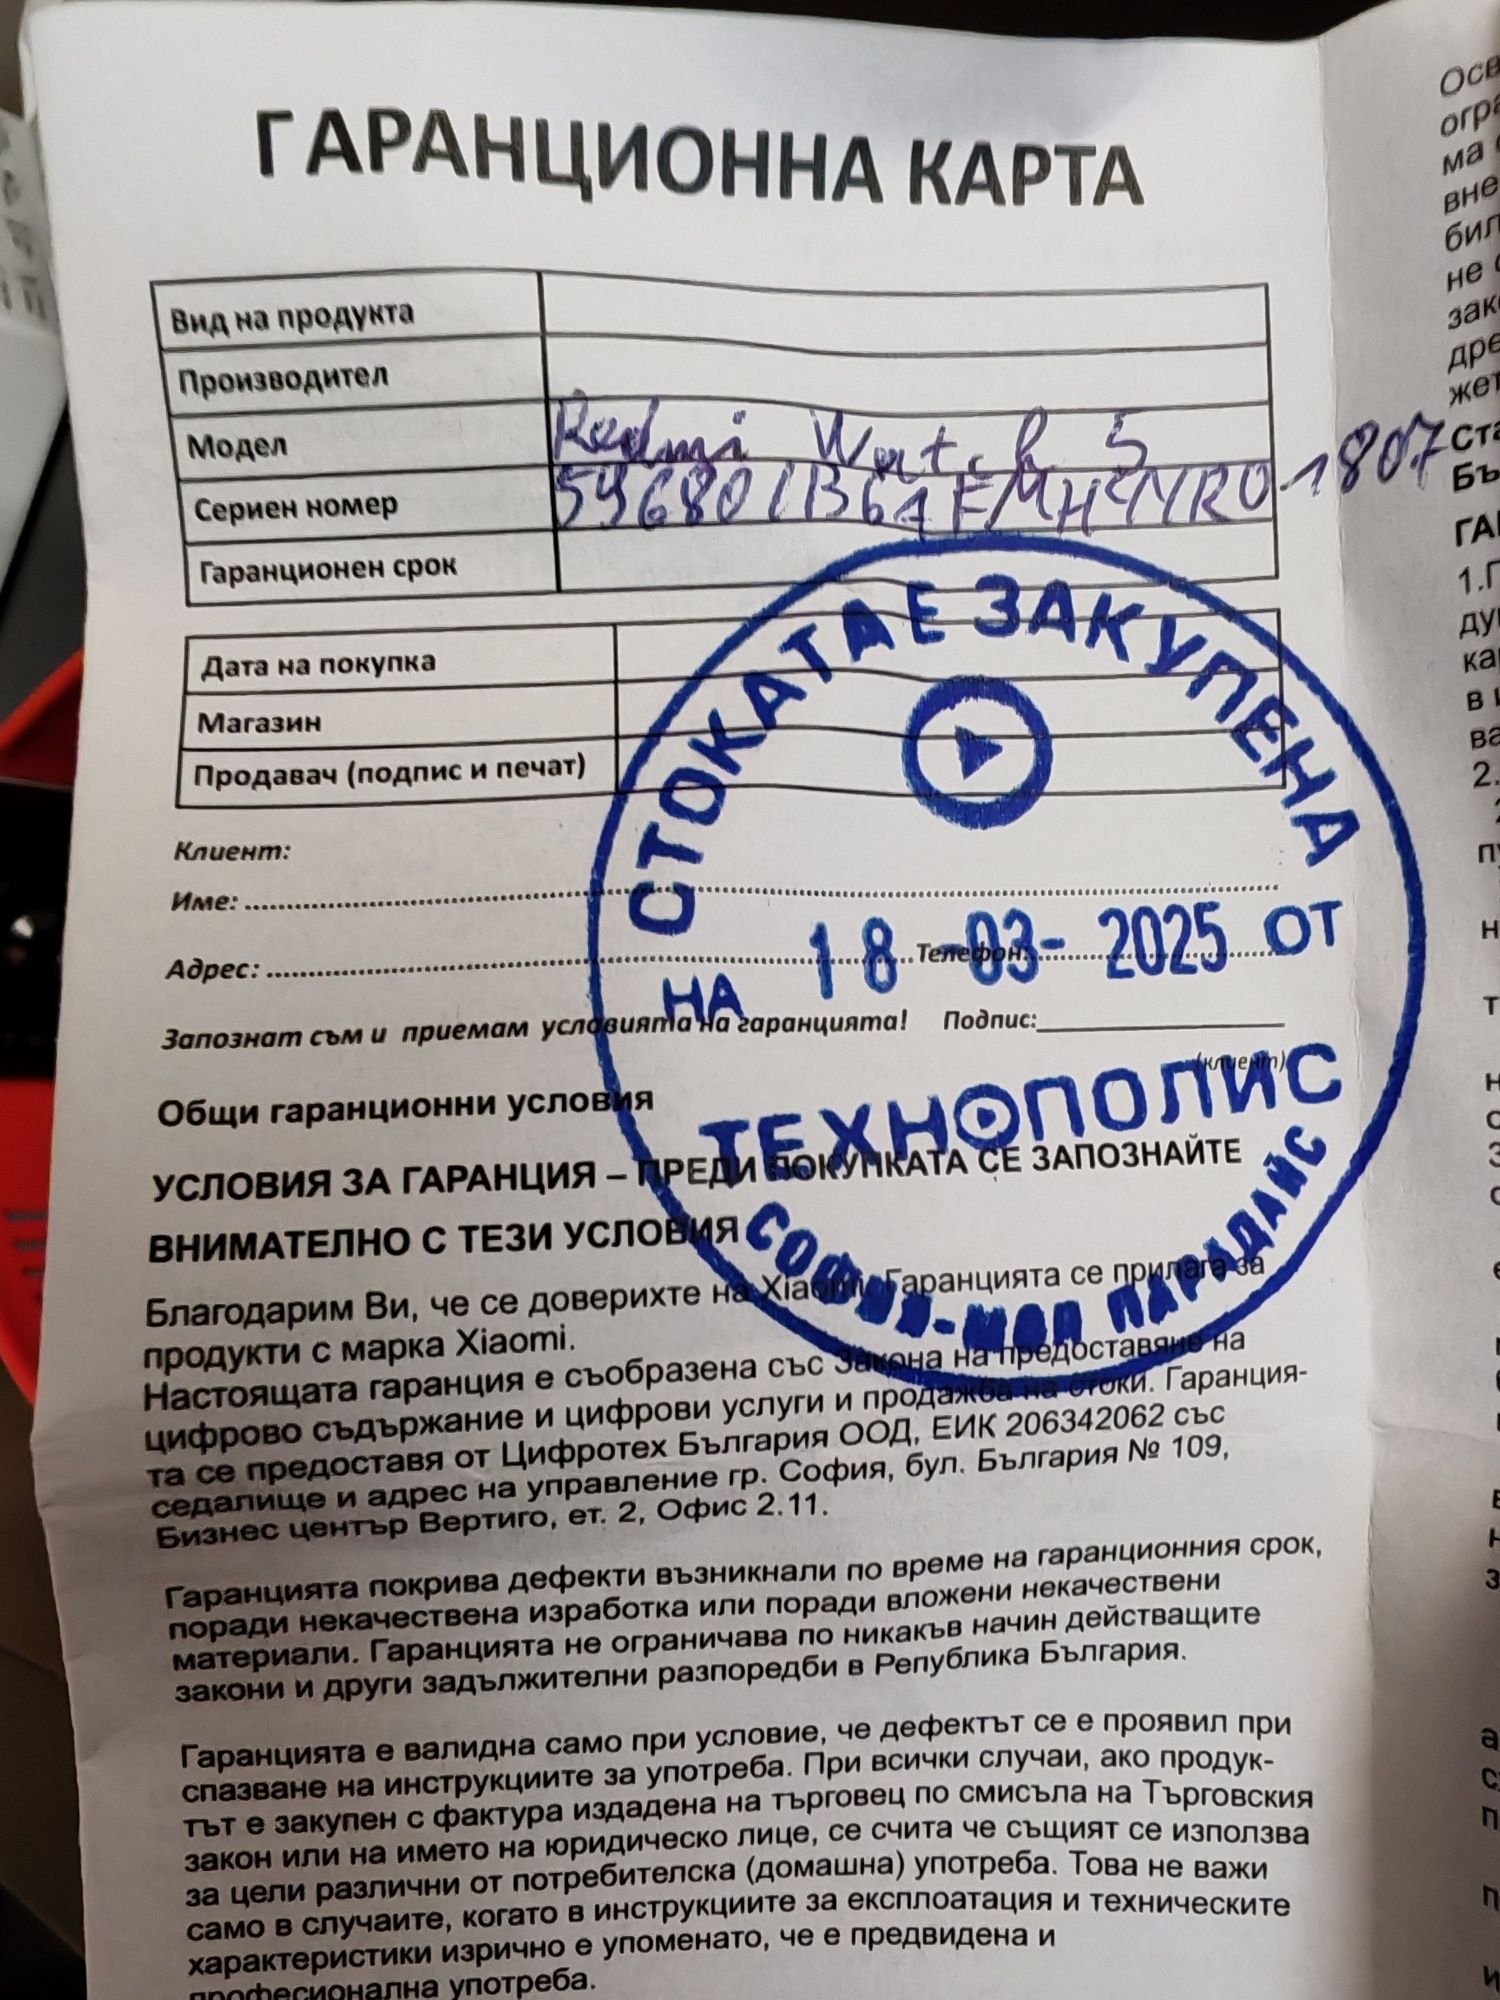 ГАРАНЦИОННА КАРТА
Вид на продукта
Производител
Модел Redmi Watch 5
Сериен номер
Гаранционен срок
Дата на покупка
Магазин
Продавач (подпис и печат)
СТОКАТА Е ЗАКУПЕНА
НА 18 -03- 2025 ОТ
ТЕХНОПОЛИС
СОФИЯ-МОЛ ПАРАДАЙС
Клиент:
Име:
Адрес: Телефон:
Запознат съм и приемам условията на гаранцията! Подпис:
(клиент)
Общи гаранционни условия
УСЛОВИЯ ЗА ГАРАНЦИЯ – ПРЕДИ ПОКУПКАТА СЕ ЗАПОЗНАЙТЕ
ВНИМАТЕЛНО С ТЕЗИ УСЛОВИЯ
Благодарим Ви, че се доверихте на Xiaomi. Гаранцията се прилага за
продукти с марка Xiaomi.
Настоящата гаранция е съобразена със Закона на предоставяне на
цифрово съдържание и цифрови услуги и продажба на стоки. Гаранция-
та се предоставя от Цифротех България ООД, ЕИК 206342062 със
седалище и адрес на управление гр. София, бул. България № 109,
Бизнес център Вертиго, ет. 2, Офис 2.11.
Гаранцията покрива дефекти възникнали по време на гаранционния срок,
поради некачествена изработка или поради вложени некачествени
материали. Гаранцията не ограничава по никакъв начин действащите
закони и други задължителни разпоредби в Република България.
Гаранцията е валидна само при условие, че дефектът се е проявил при
спазване на инструкциите за употреба. При всички случаи, ако продук-
тът е закупен с фактура издадена на търговец по смисъла на Търговския
закон или на името на юридическо лице, се счита че същият се използва
за цели различни от потребителска (домашна) употреба. Това не важи
само в случаите, когато в инструкциите за експлоатация и техническите
характеристики изрично е упоменато, че е предвидена и
професионална употреба.